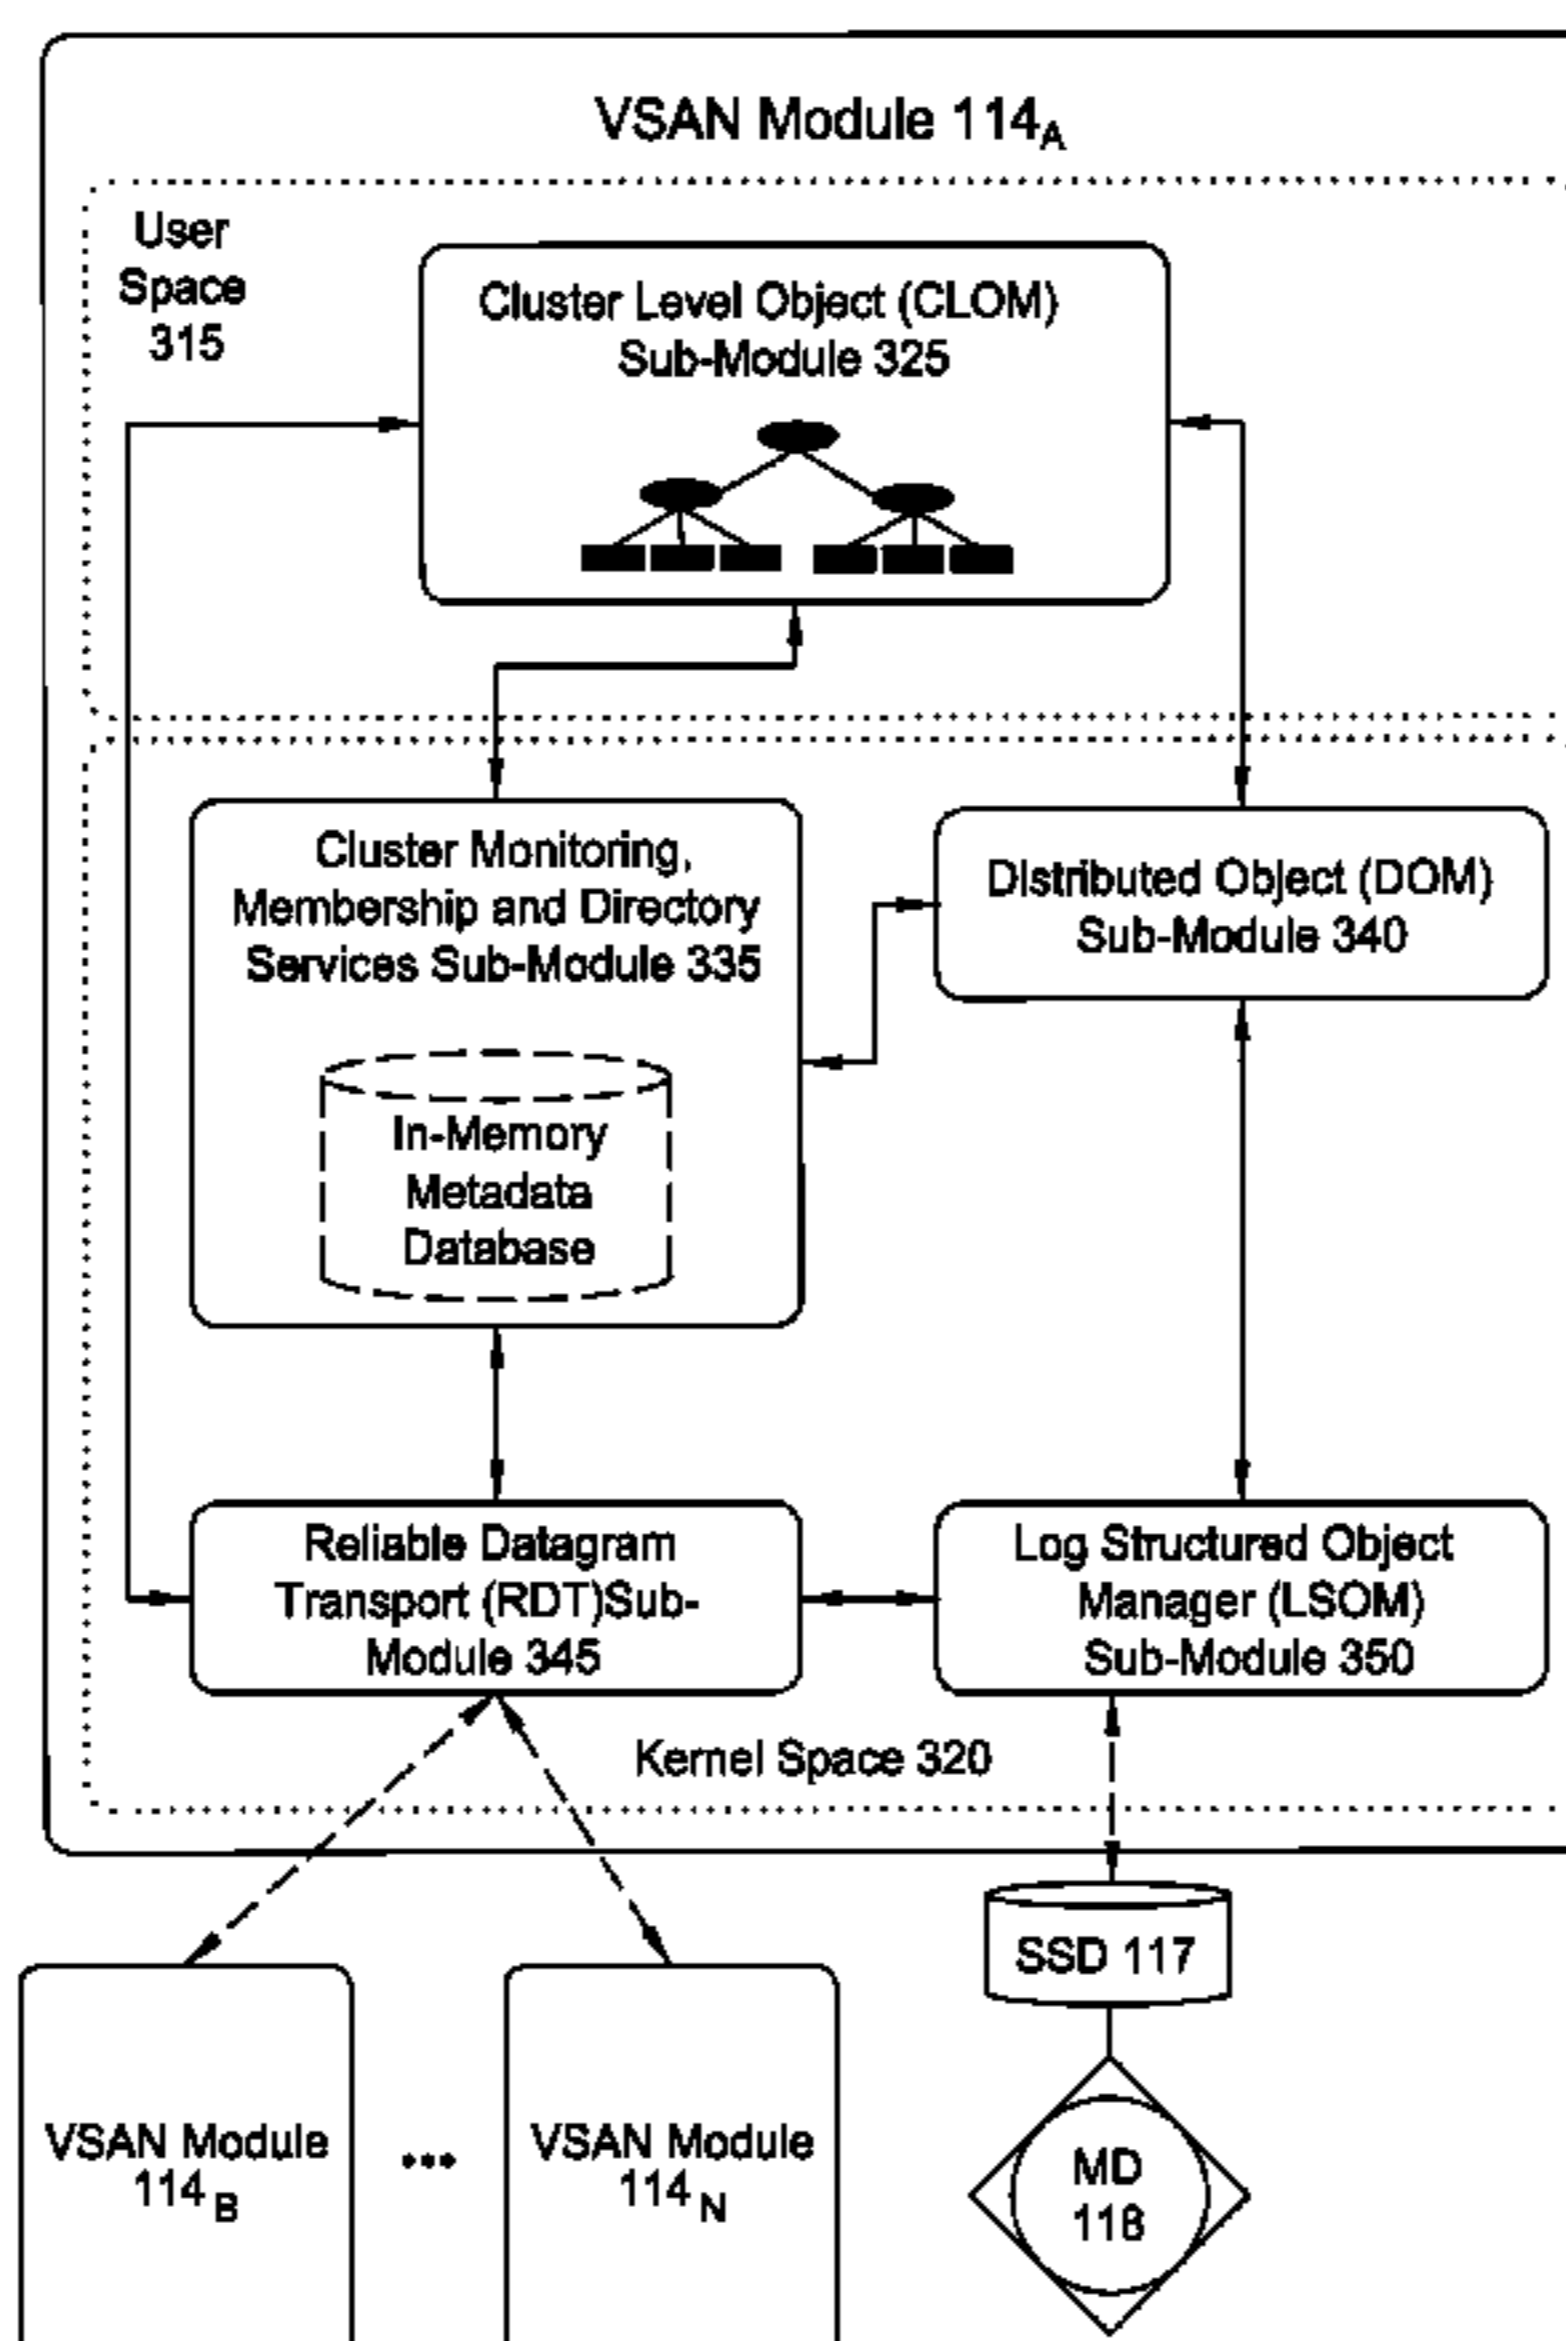 VSAN Module 114A
User
Space
315
Cluster Level Object (CLOM)
Sub-Module 325
Cluster Monitoring,
Membership and Directory
Services Sub-Module 335
Distributed Object (DOM)
Sub-Module 340
In-Memory
Metadata
Database
Reliable Datagram
Transport (RDT)Sub-
Module 345
Log Structured Object
Manager (LSOM)
Sub-Module 350
Kernel Space 320
SSD 117
VSAN Module
114 B
...
VSAN Module
114 N
MD
118